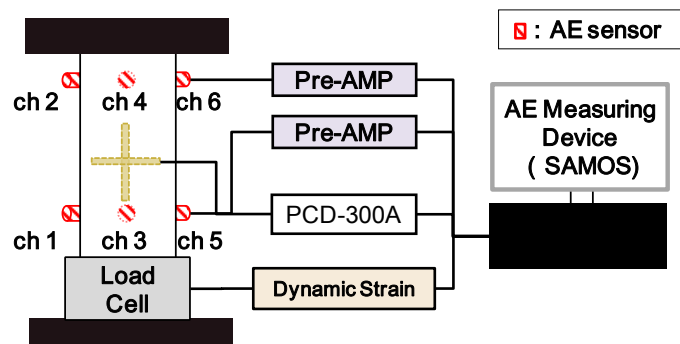 : AE sensor
ch 2
ch 4
ch 6
Pre-AMP
AE Measuring
Device
( SAMOS)
Pre-AMP
PCD-300A
ch 1
ch 3
ch 5
Load
Cell
Dynamic Strain